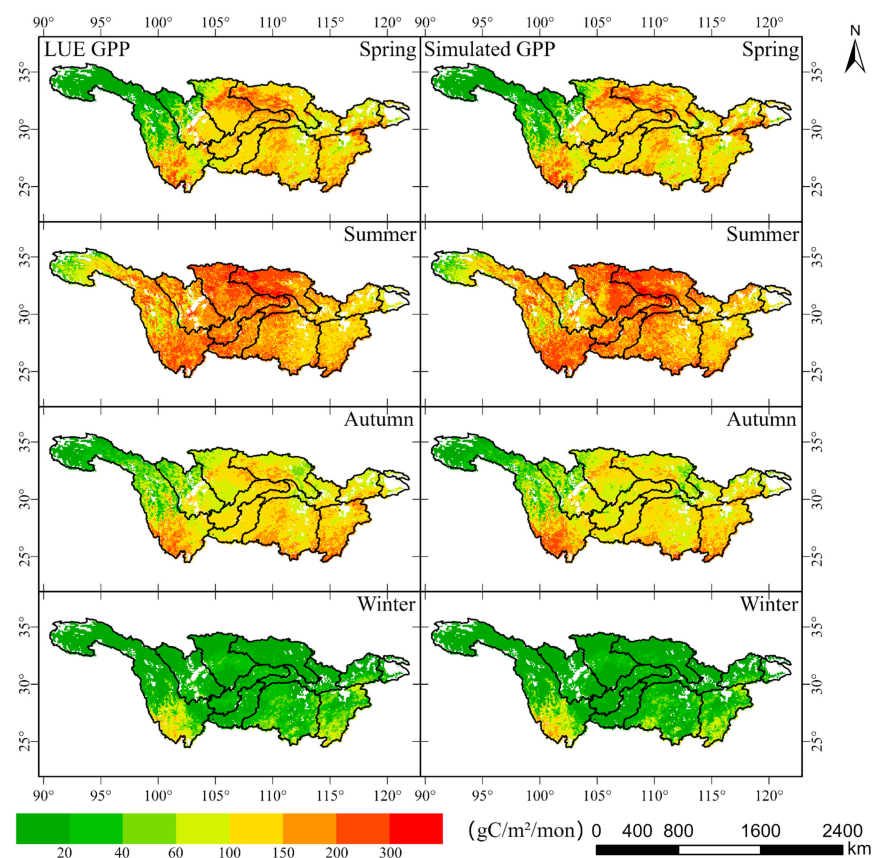 90° 95° 100° 105° 110° 115° 120° 90° 95° 100° 105° 110° 115° 120°
N
LUE GPP Spring Simulated GPP Spring
35° 35°
30° 30°
25° 25°
Summer Summer
35° 35°
30° 30°
25° 25°
Autumn Autumn
35° 35°
30° 30°
25° 25°
Winter Winter
35° 35°
30° 30°
25° 25°
90° 95° 100° 105° 110° 115° 120° 90° 95° 100° 105° 110° 115° 120°
(gC/m²/mon) 0 400 800 1600 2400
20 40 60 100 150 200 300 km